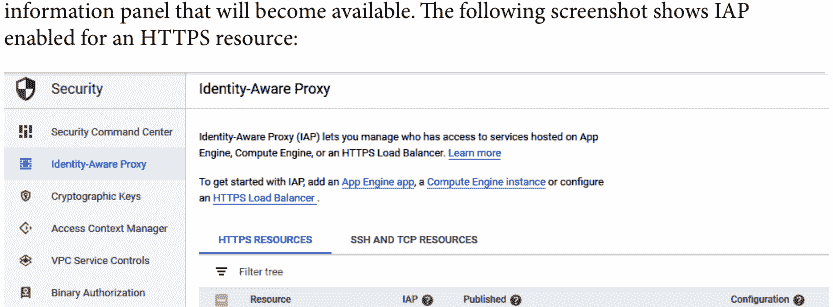 information panel that will become available. The following screenshot shows IAP
enabled for an HTTPS resource:
Security
Identity-Aware Proxy
Security Command Center
Identity-Aware Proxy
Cryptographic Keys
Access Context Manager
VPC Service Controls
Binary Authorization
Identity-Aware Proxy (IAP) lets you manage who has access to services hosted on App
Engine, Compute Engine, or an HTTPS Load Balancer. Learn more
To get started with IAP, add an App Engine app, a Compute Engine instance or configure
an HTTPS Load Balancer .
HTTPS RESOURCES SSH AND TCP RESOURCES
Filter tree
Resource IAP Published Configuration